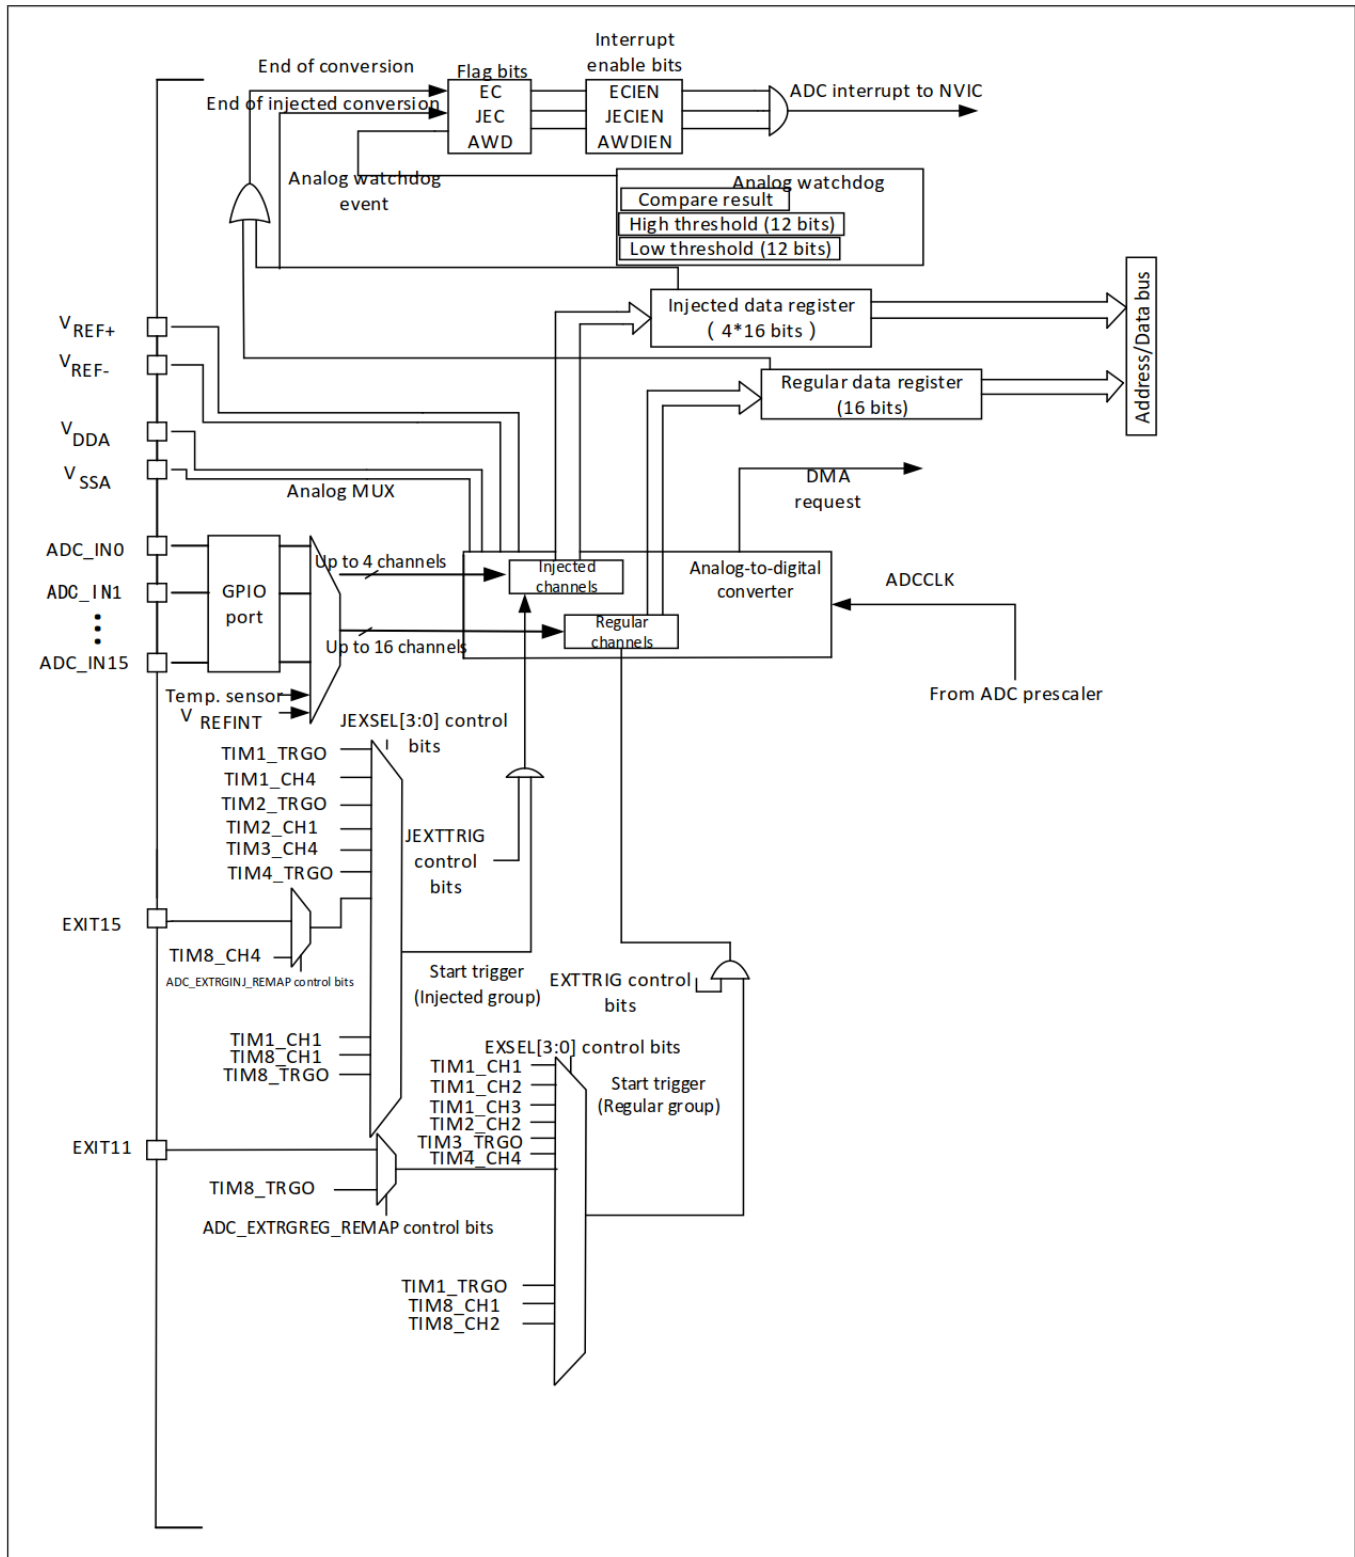 Interrupt
enable bits
End of conversion
Flag bits
EC
ECIEN
ADC interrupt to NVIC
End of injected conversion
JEC
JECIEN
AWD
AWDIEN
Analog watchdog
event
Analog watchdog
Compare result
High threshold (12 bits)
Low threshold (12 bits)
Injected data register
( 4*16 bits )
Address/Data bus
VREF+
VREF-
Regular data register
(16 bits)
VDDA
VSSA
Analog MUX
DMA
request
ADC_IN0
GPIO
port
Up to 4 channels
Injected
channels
Analog-to-digital
converter
ADCCLK
ADC_IN1
Regular
channels
Up to 16 channels
ADC_IN15
Temp. sensor
VREFINT
From ADC prescaler
JEXSEL[3:0] control
bits
TIM1_TRGO
TIM1_CH4
TIM2_TRGO
TIM2_CH1
TIM3_CH4
TIM4_TRGO
JEXTTRIG
control
bits
EXIT15
TIM8_CH4
ADC_EXTRGINJ_REMAP control bits
Start trigger
(Injected group)
EXTTRIG control
bits
TIM1_CH1
TIM8_CH1
TIM8_TRGO
EXSEL[3:0] control bits
TIM1_CH1
TIM1_CH2
TIM1_CH3
TIM2_CH2
TIM3_TRGO
TIM4_CH4
Start trigger
(Regular group)
EXIT11
TIM8_TRGO
ADC_EXTRGREG_REMAP control bits
TIM1_TRGO
TIM8_CH1
TIM8_CH2